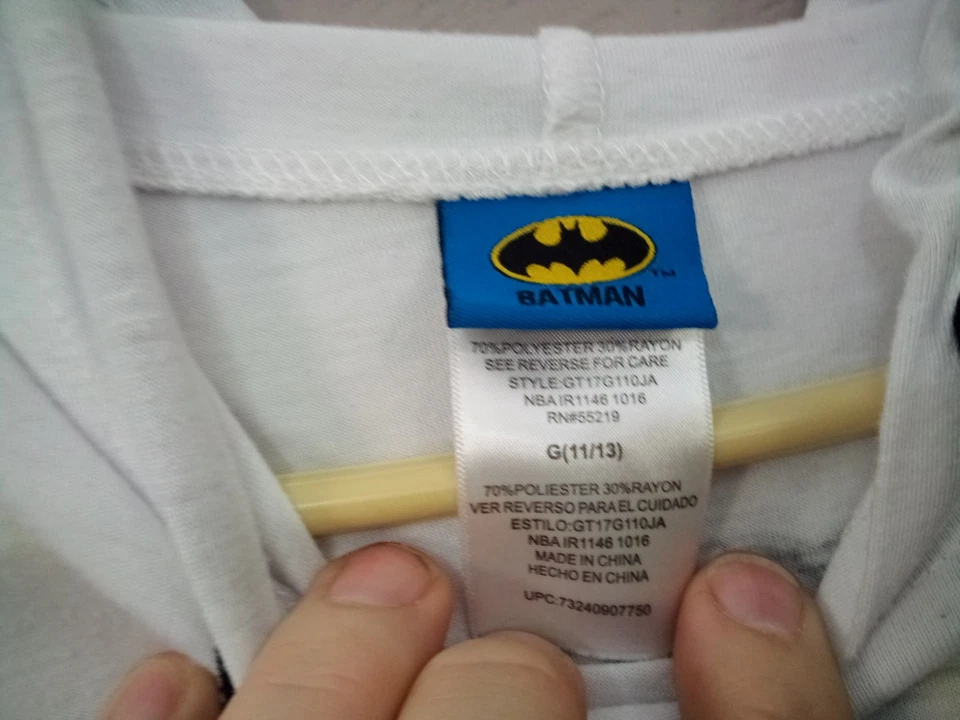 TM
BATMAN
70%POLYESTER 30%RAYON
SEE REVERSE FOR CARE
STYLE:GT17G110JA
NBA IR1146 1016
RN#55219
G(11/13)
70%POLIESTER 30%RAYON
VER REVERSO PARA EL CUIDADO
ESTILO:GT17G110JA
NBA IR1146 1016
MADE IN CHINA
HECHO EN CHINA
UPC:73240907750